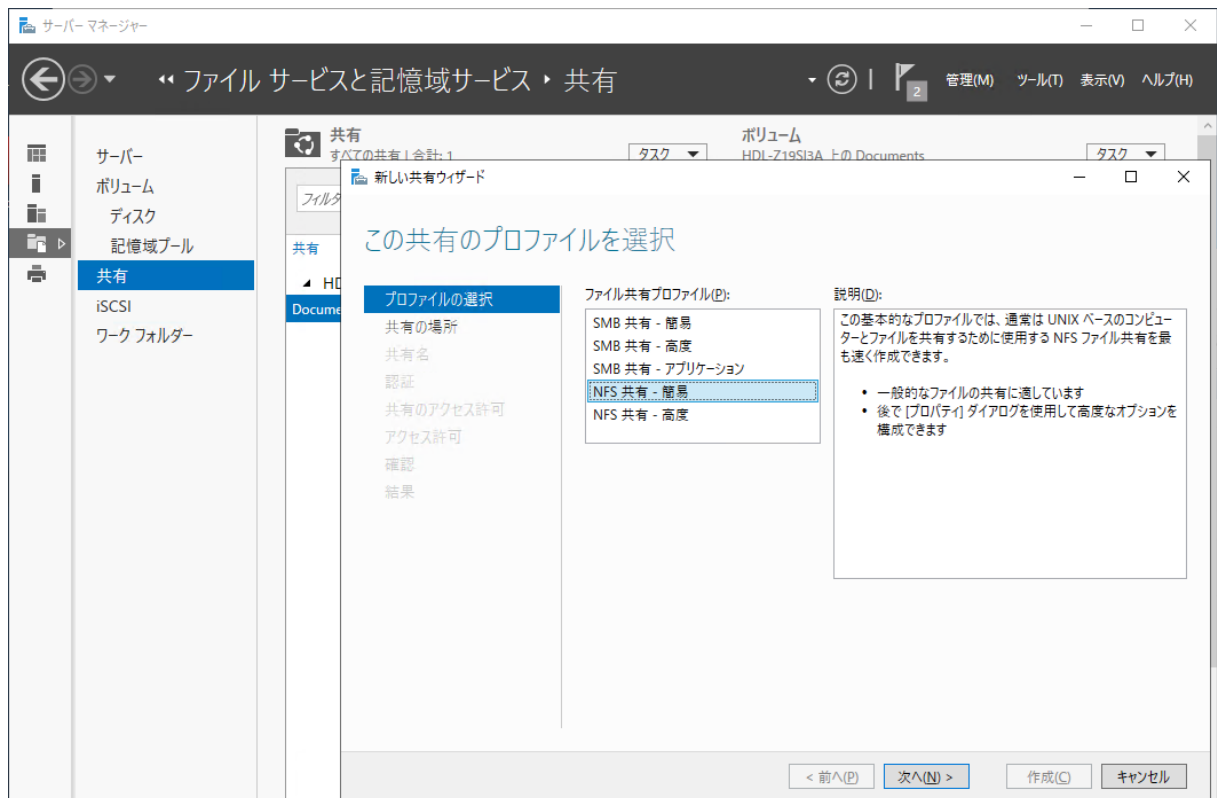 サーバー マネージャー
ファイル サービスと記憶域サービス
共有
2
管理(M)
ツール(T)
表示(V)
ヘルプ(H)
サーバー
ボリューム
ディスク
記憶域プール
共有
iSCSI
ワーク フォルダー
共有
すべての共有 | 合計: 1
タスク
ボリューム
HDL-Z19SI3A 上の Documents
タスク
フィルタ
共有
HD
Docume
新しい共有ウィザード
この共有のプロファイルを選択
プロファイルの選択
共有の場所
共有名
認証
共有のアクセス許可
アクセス許可
確認
結果
ファイル共有プロファイル(P):
SMB 共有 - 簡易
SMB 共有 - 高度
SMB 共有 - アプリケーション
NFS 共有 - 簡易
NFS 共有 - 高度
説明(D):
この基本的なプロファイルでは、通常は UNIX ベースのコンピュー
ターとファイルを共有するために使用する NFS ファイル共有を最
も速く作成できます。
• 一般的なファイルの共有に適しています
• 後で [プロパティ] ダイアログを使用して高度なオプションを
構成できます
< 前へ(P)
次へ(N) >
作成(C)
キャンセル